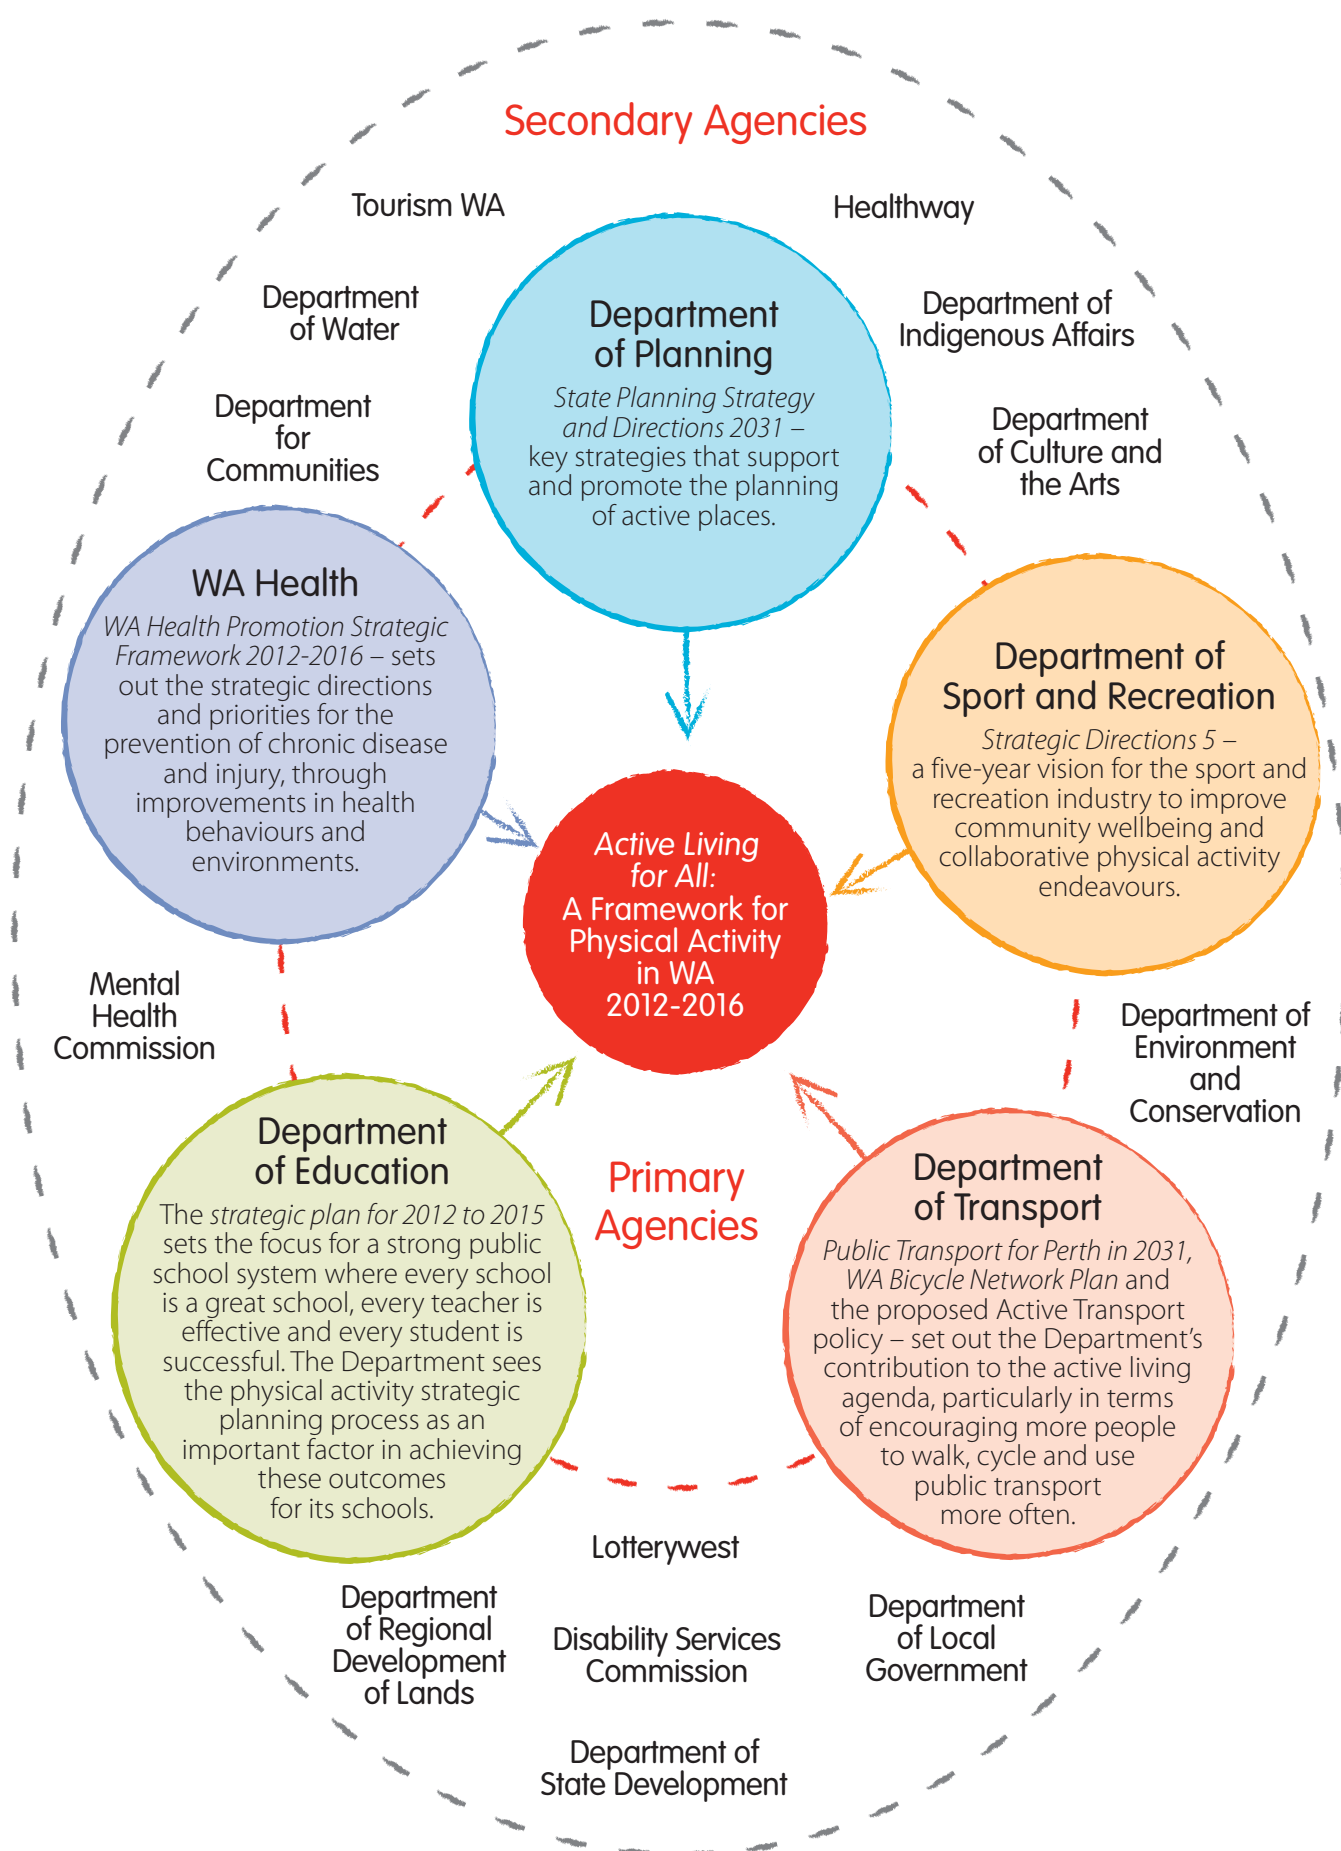 Secondary Agencies
Tourism WA
Healthway
Department
of Water
Department of
Indigenous Affairs
Department
for
Communities
Department
of Culture and
the Arts
Department
of Planning
State Planning Strategy
and Directions 2031 –
key strategies that support
and promote the planning
of active places.
WA Health
WA Health Promotion Strategic
Framework 2012-2016 – sets
out the strategic directions
and priorities for the
prevention of chronic disease
and injury, through
improvements in health
behaviours and
environments.
Department of
Sport and Recreation
Strategic Directions 5 –
a five-year vision for the sport and
recreation industry to improve
community wellbeing and
collaborative physical activity
endeavours.
Active Living
for All:
A Framework for
Physical Activity
in WA
2012-2016
Mental
Health
Commission
Department of
Environment
and
Conservation
Primary
Agencies
Department
of Education
The strategic plan for 2012 to 2015
sets the focus for a strong public
school system where every school
is a great school, every teacher is
effective and every student is
successful. The Department sees
the physical activity strategic
planning process as an
important factor in achieving
these outcomes
for its schools.
Department
of Transport
Public Transport for Perth in 2031,
WA Bicycle Network Plan and
the proposed Active Transport
policy – set out the Department’s
contribution to the active living
agenda, particularly in terms
of encouraging more people
to walk, cycle and use
public transport
more often.
Lotterywest
Department
of Regional
Development
of Lands
Disability Services
Commission
Department
of Local
Government
Department of
State Development